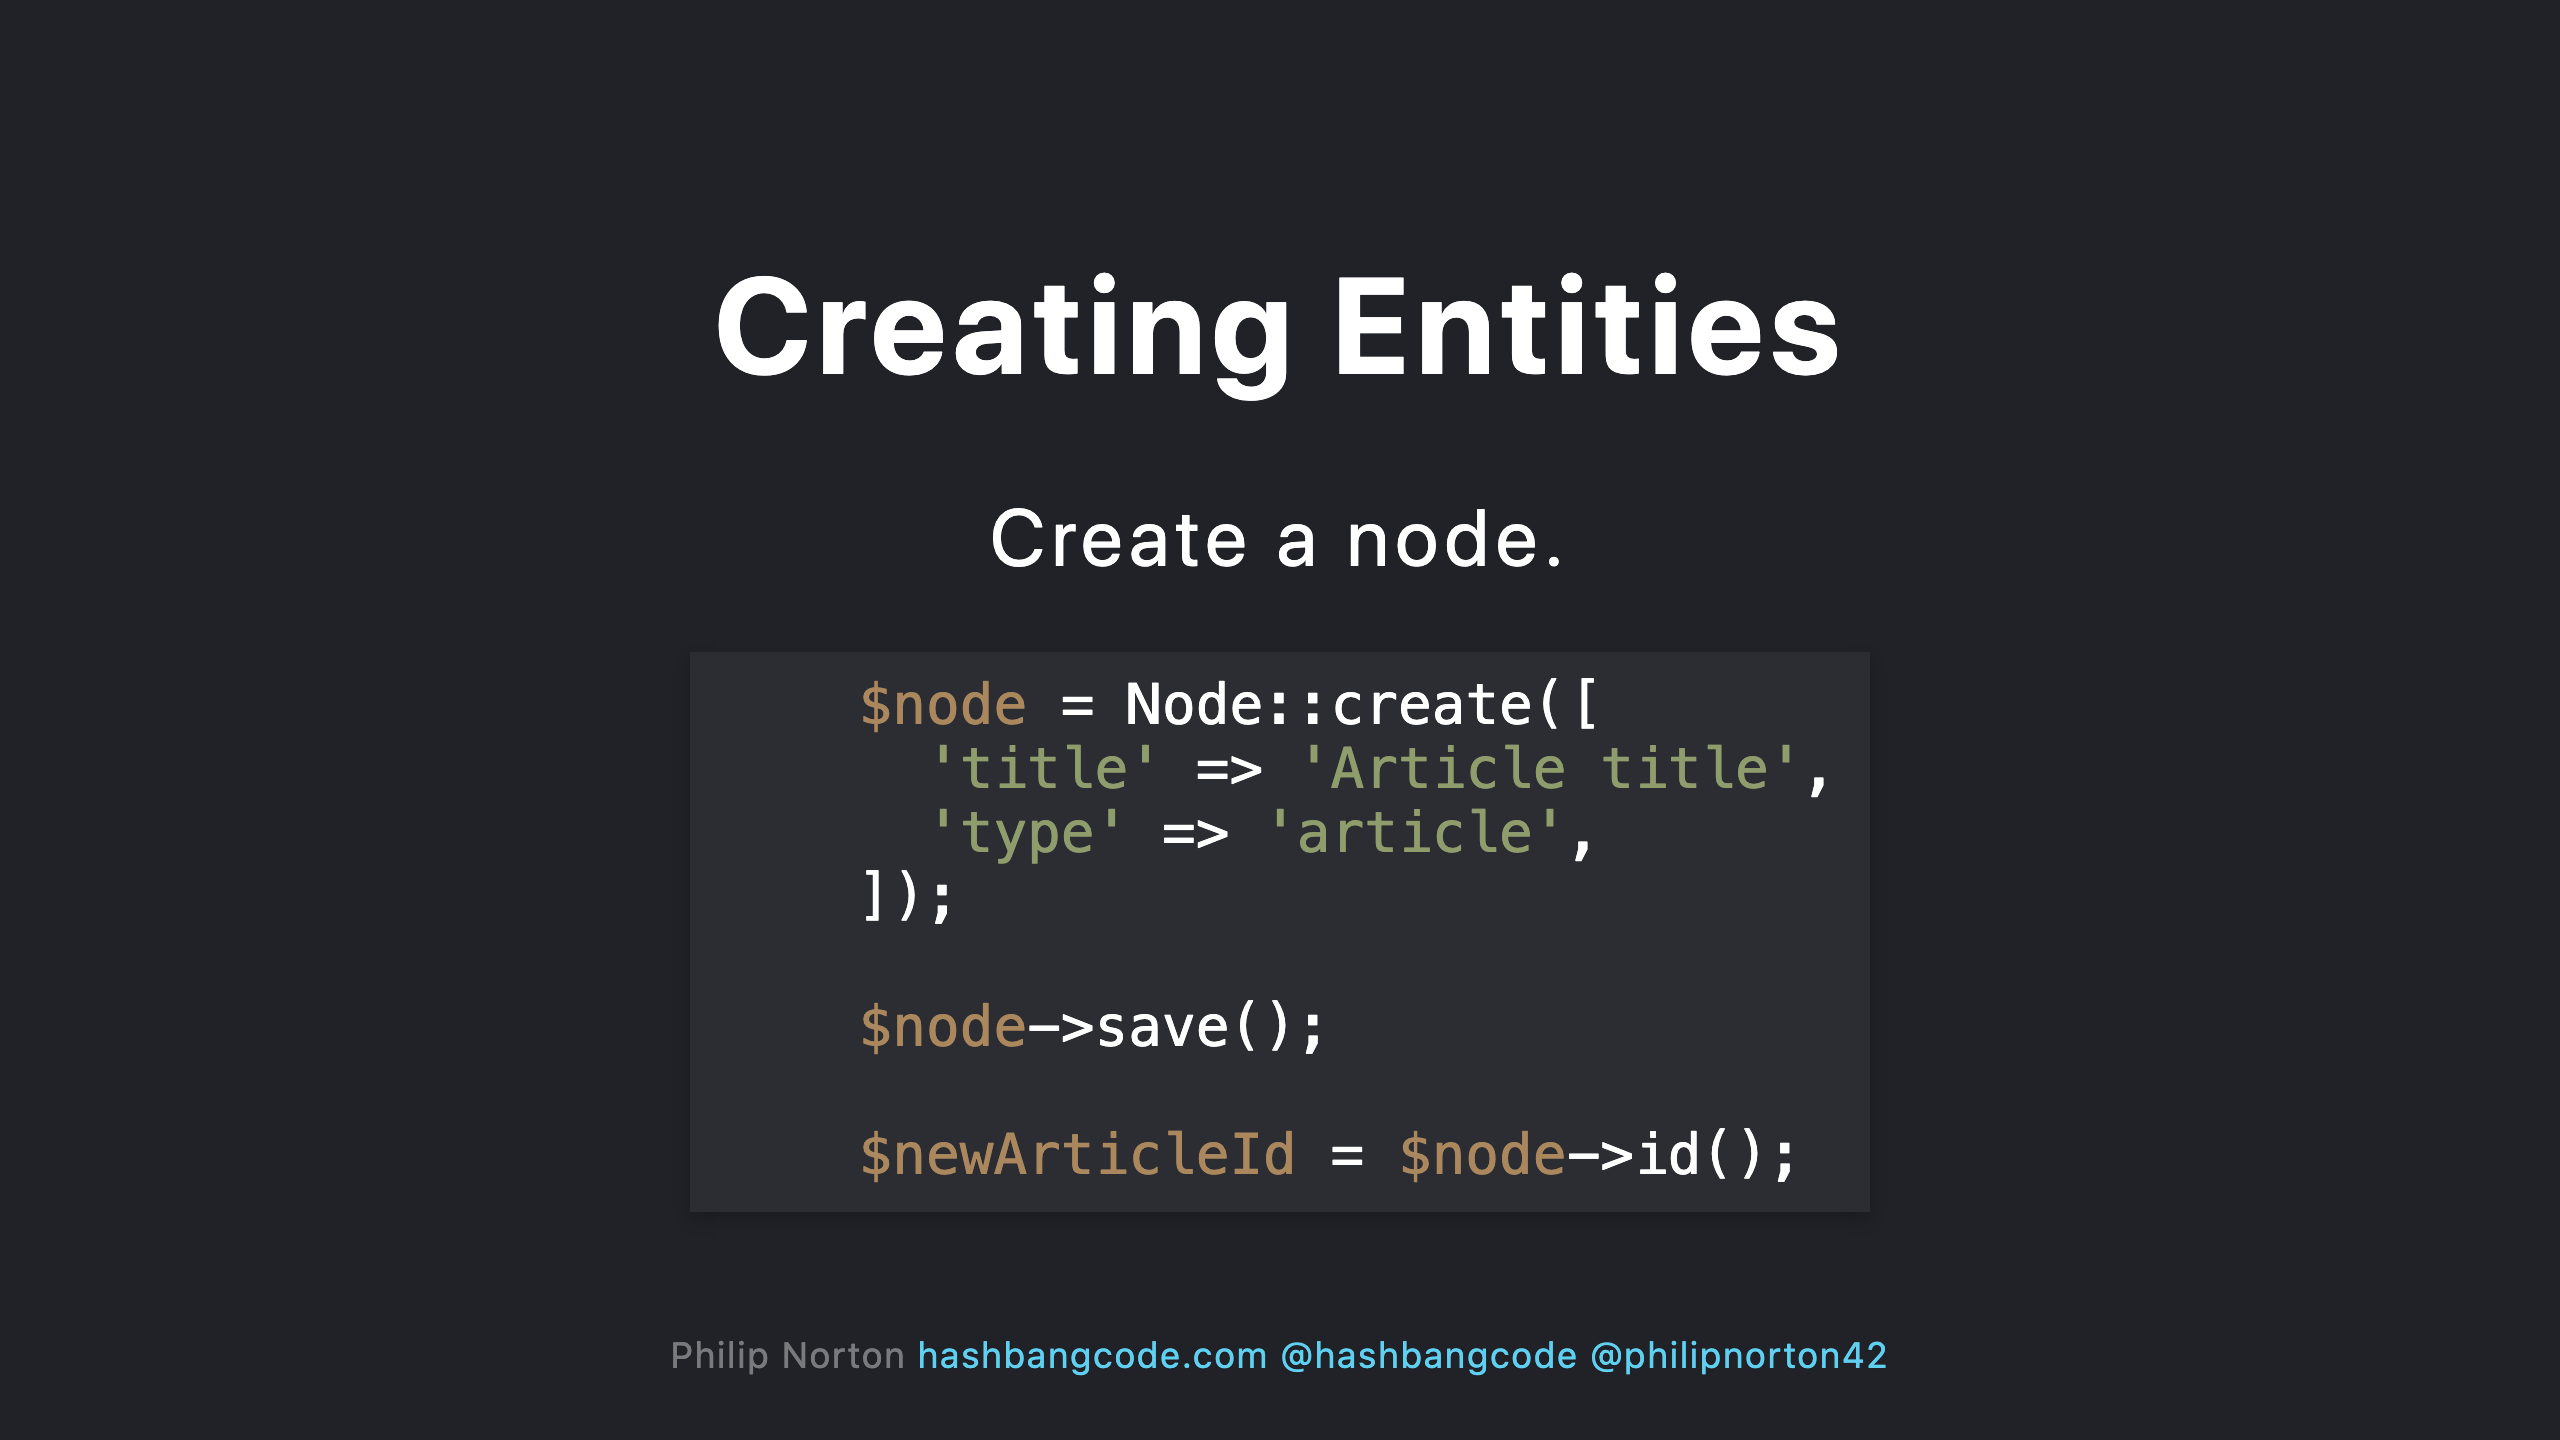 Creating Entities
Create a node.
$node = Node::create([
  'title' => 'Article title',
  'type' => 'article',
]);
$node->save();
$newArticleId = $node->id();
Philip Norton hashbangcode.com @hashbangcode @philipnorton42